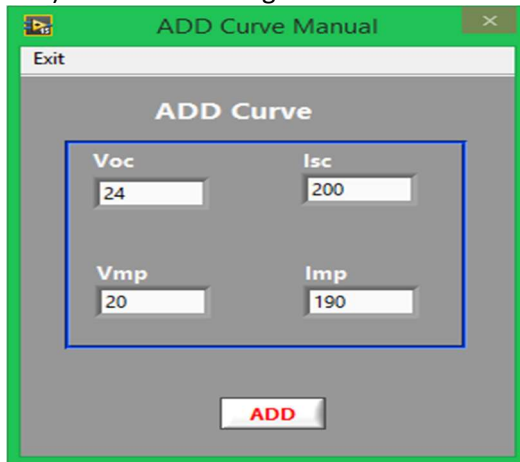 ADD Curve Manual
Exit
ADD Curve
Voc Isc
24 200
Vmp Imp
20 190
ADD